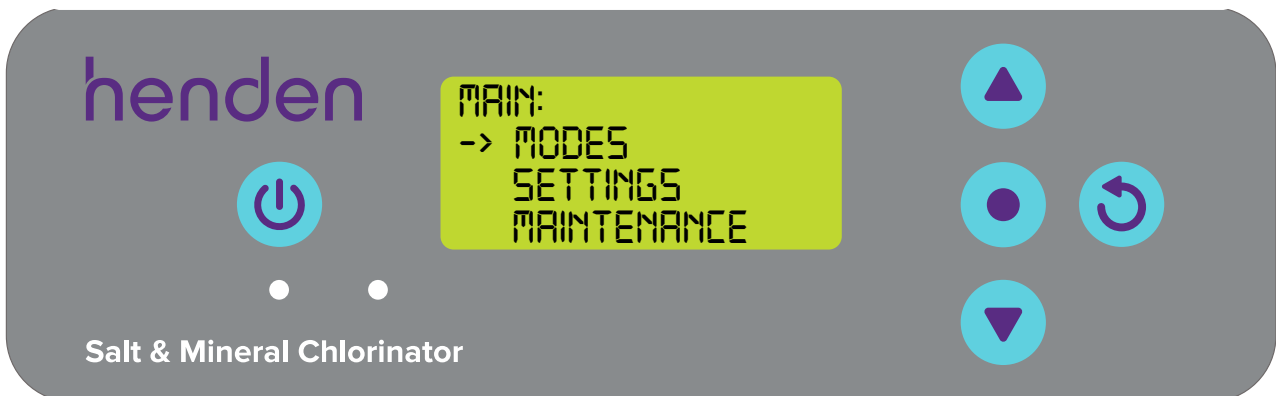 henden
MAIN:
-> MODES
SETTINGS
MAINTENANCE
Salt & Mineral Chlorinator